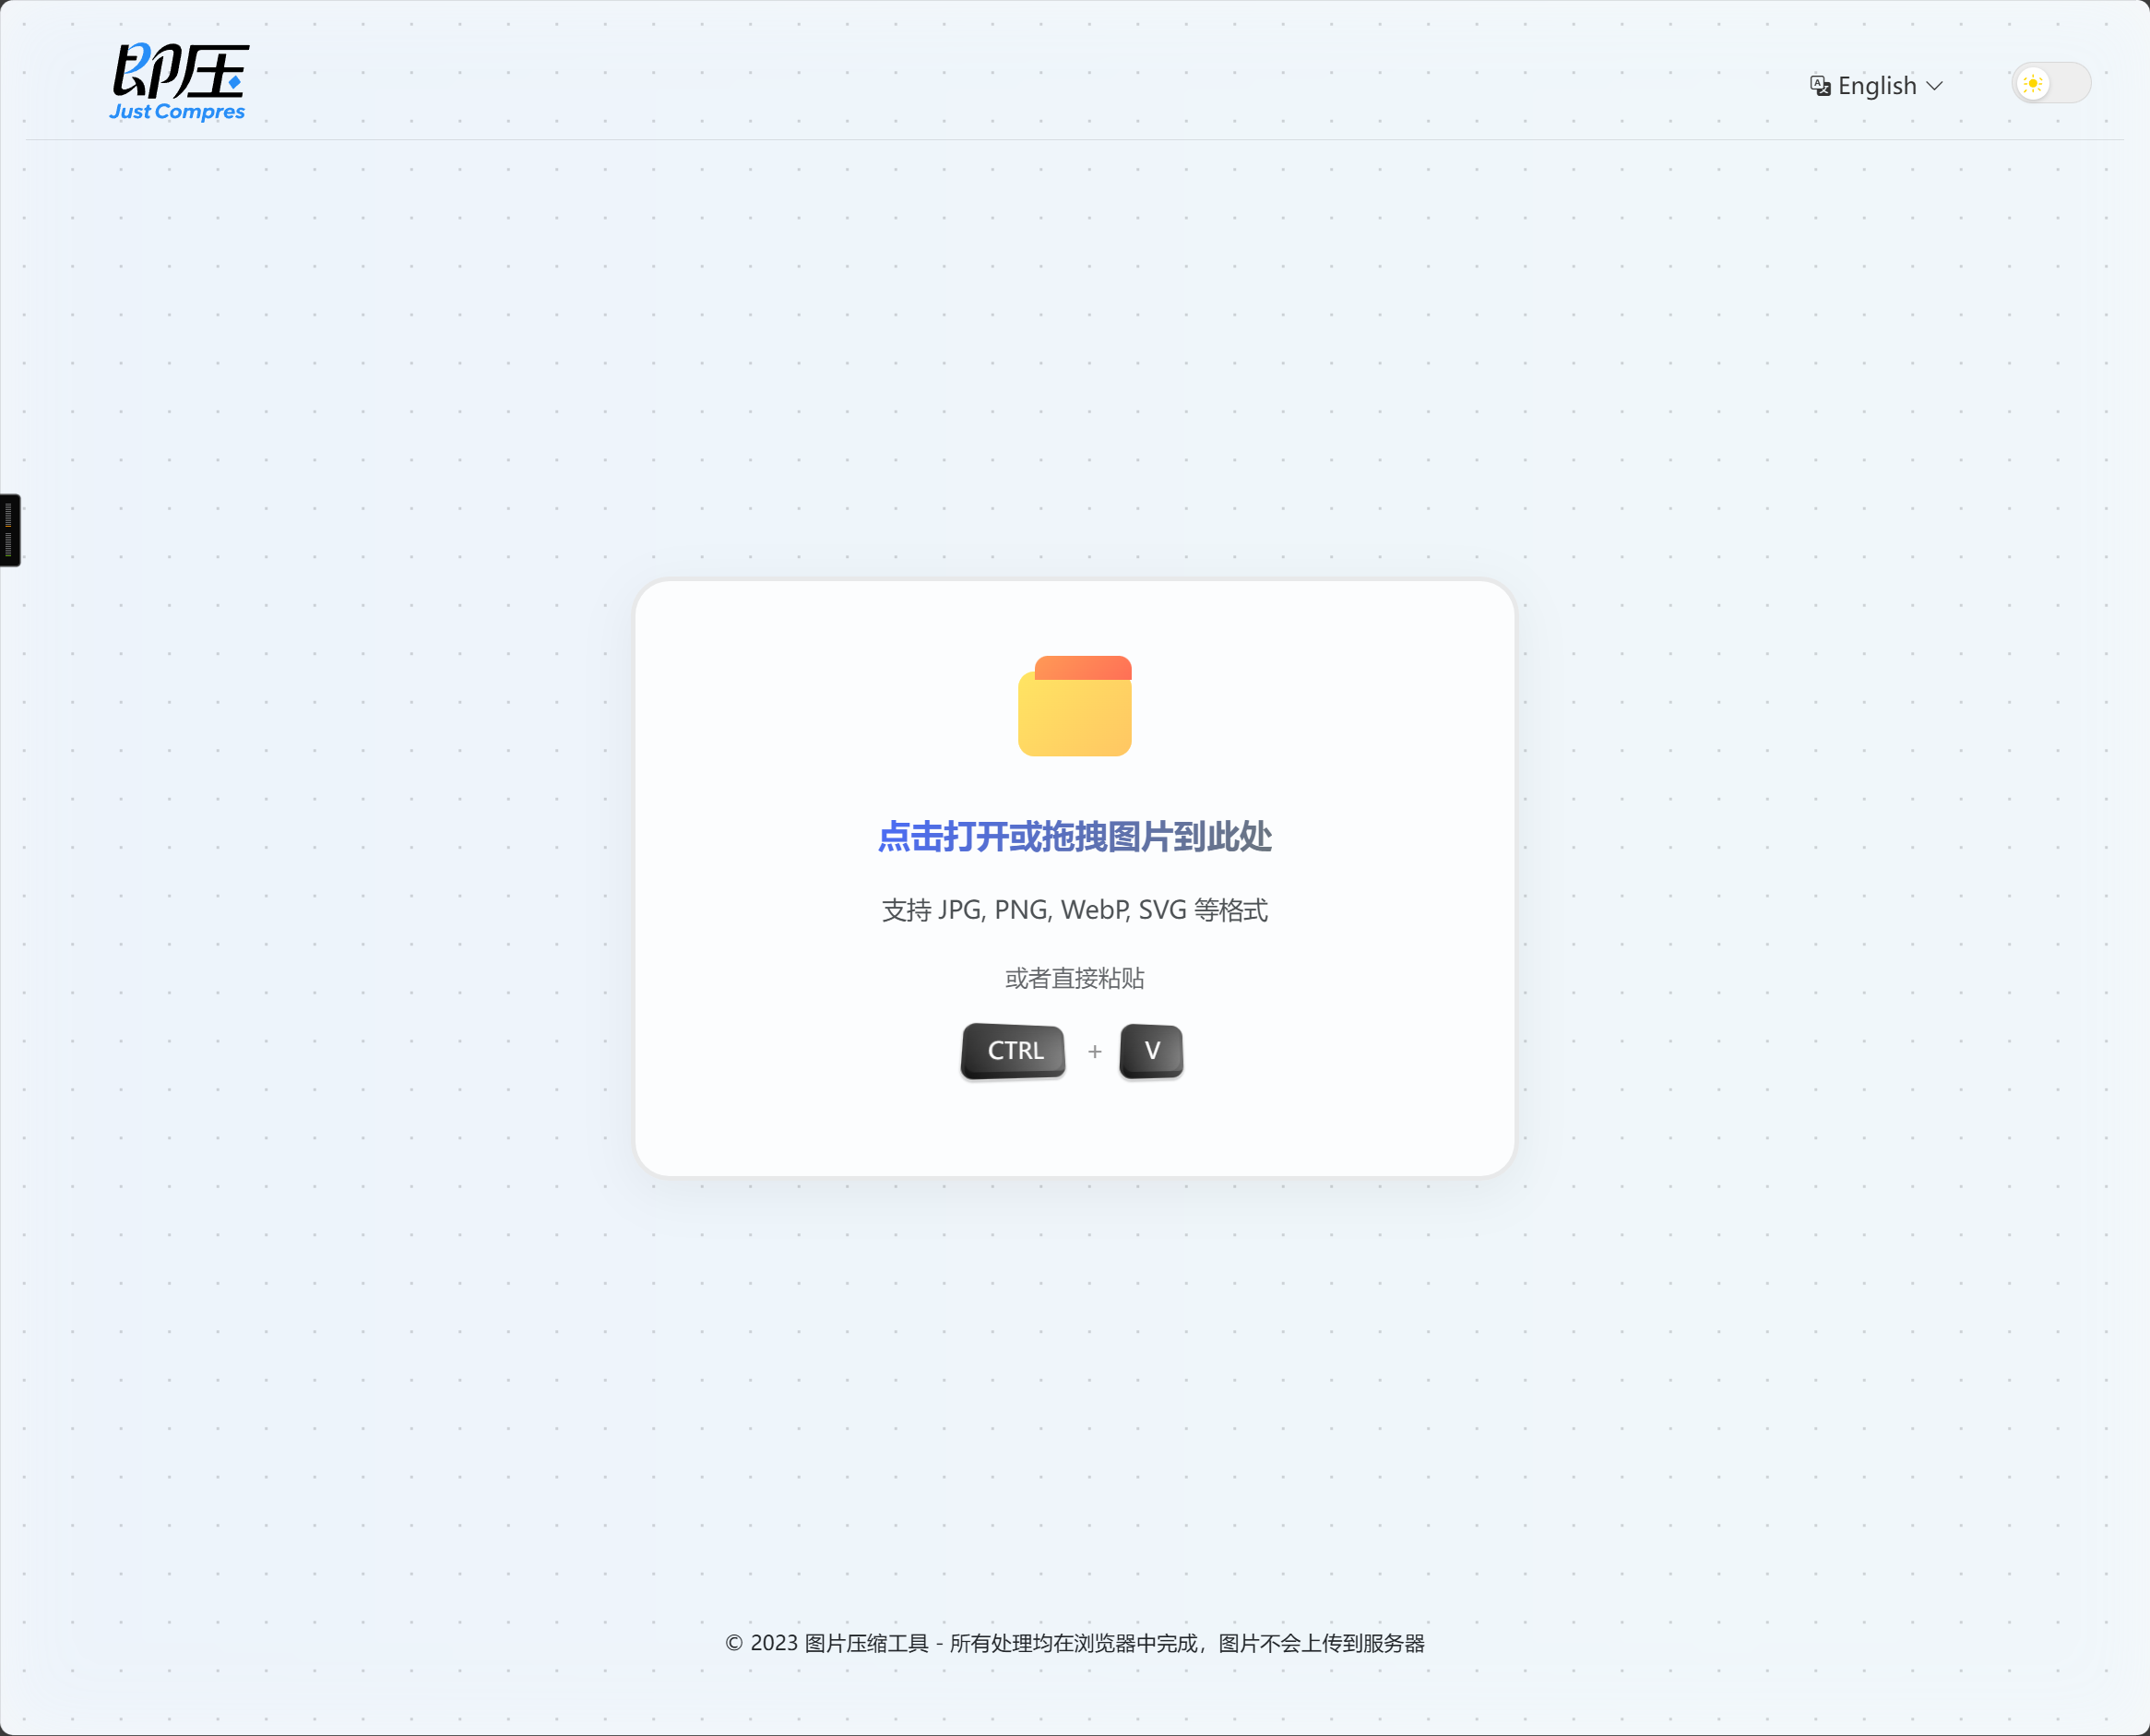 即压
Just Compres
English
点击打开或拖拽图片到此处
支持 JPG, PNG, WebP, SVG 等格式
或者直接粘贴
CTRL + V
© 2023 图片压缩工具 - 所有处理均在浏览器中完成，图片不会上传到服务器